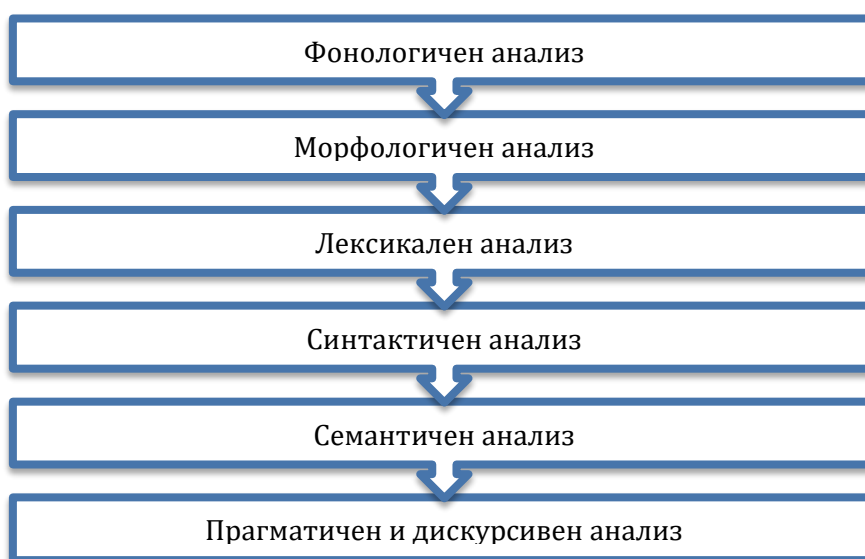 Фонологичен анализ
Морфологичен анализ
Лексикален анализ
Синтактичен анализ
Семантичен анализ
Прагматичен и дискурсивен анализ